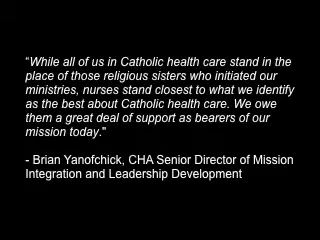 "While all of us in Catholic health care stand in the
place of those religious sisters who initiated our
ministries, nurses stand closest to what we identify
as the best about Catholic health care. We owe
them a great deal of support as bearers of our
mission today."
- Brian Yanofchick, CHA Senior Director of Mission
Integration and Leadership Development